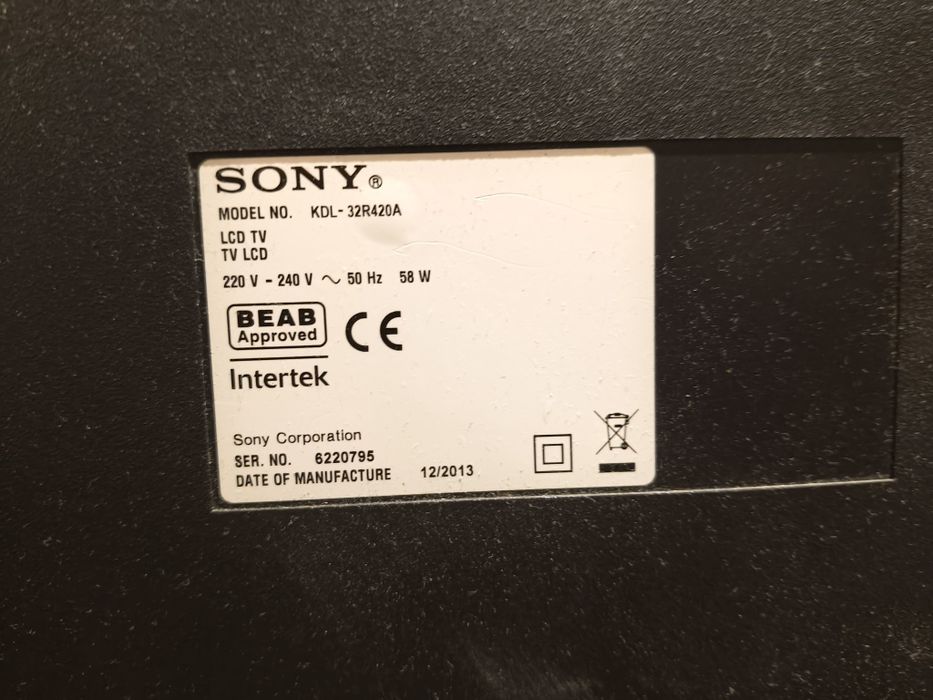 SONY®
MODEL NO. KDL-32R420A
LCD TV
TV LCD
220 V - 240 V ~ 50 Hz 58 W
BEAB
Approved
CE
Intertek
Sony Corporation
SER. NO. 6220795
DATE OF MANUFACTURE 12/2013